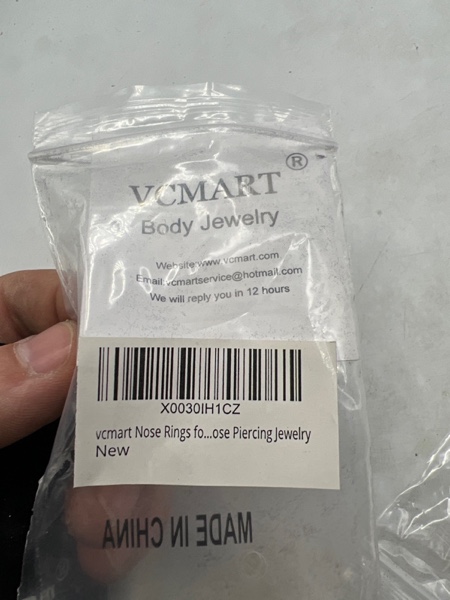 VCMART ®
Body Jewelry
Website:www.vcmart.com
Email:vcmartservice@hotmail.com
We will reply you in 12 hours
X0030IH1CZ
vcmart Nose Rings fo...ose Piercing Jewelry
New
MADE IN CHINA